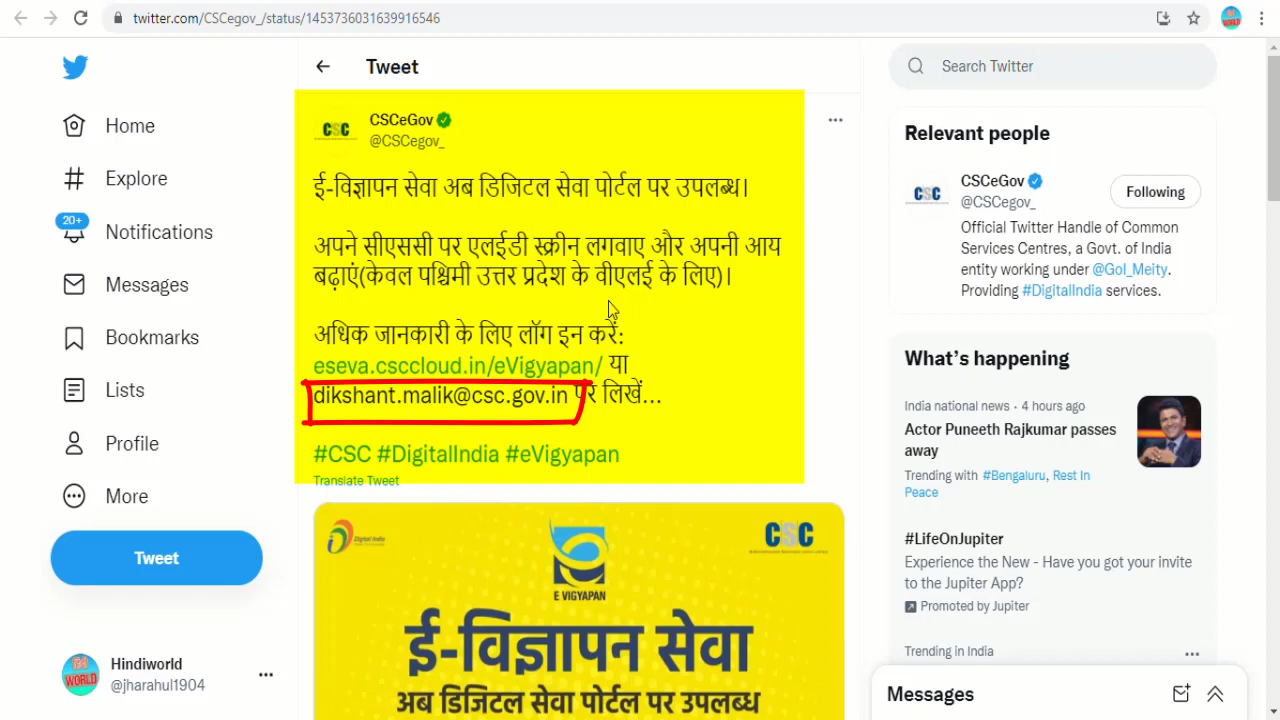 twitter.com/CSCegov_/status/1453736031639916546
Tweet
Search Twitter
Home
Explore
20+
Notifications
Messages
Bookmarks
Lists
Profile
More
Tweet
Hindiworld
@jharahul1904
CSCeGov
@CSCegov_
ई-विज्ञापन सेवा अब डिजिटल सेवा पोर्टल पर उपलब्ध।
अपने सीएससी पर एलईडी स्क्रीन लगवाए और अपनी आय
बढ़ाएं(केवल पश्चिमी उत्तर प्रदेश के वीएलई के लिए)।
अधिक जानकारी के लिए लॉग इन करें:
eseva.csccloud.in/eVigyapan/ या
dikshant.malik@csc.gov.in पर लिखें...
#CSC #DigitalIndia #eVigyapan
Translate Tweet
Digital India
CSC
E VIGYAPAN
ई-विज्ञापन सेवा
अब डिजिटल सेवा पोर्टल पर उपलब्ध
Relevant people
CSC
CSCeGov
@CSCegov_
Following
Official Twitter Handle of Common
Services Centres, a Govt. of India
entity working under @GoI_Meity.
Providing #DigitalIndia services.
What's happening
India national news · 4 hours ago
Actor Puneeth Rajkumar passes
away
Trending with #Bengaluru, Rest In
Peace
#LifeOnJupiter
Experience the New - Have you got your invite
to the Jupiter App?
Promoted by Jupiter
Trending in India
Messages